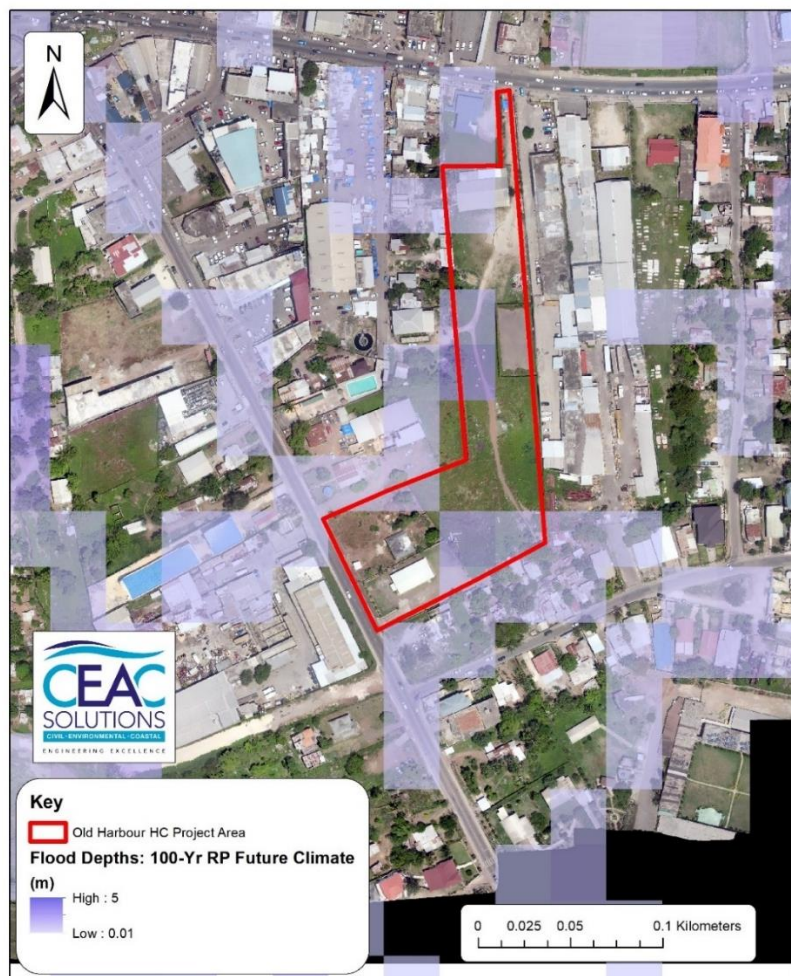 N
CEAC
SOLUTIONS
CIVIL · ENVIRONMENTAL · COASTAL
ENGINEERING EXCELLENCE
Key
Old Harbour HC Project Area
Flood Depths: 100-Yr RP Future Climate
(m)
High : 5
Low : 0.01
0 0.025 0.05 0.1 Kilometers